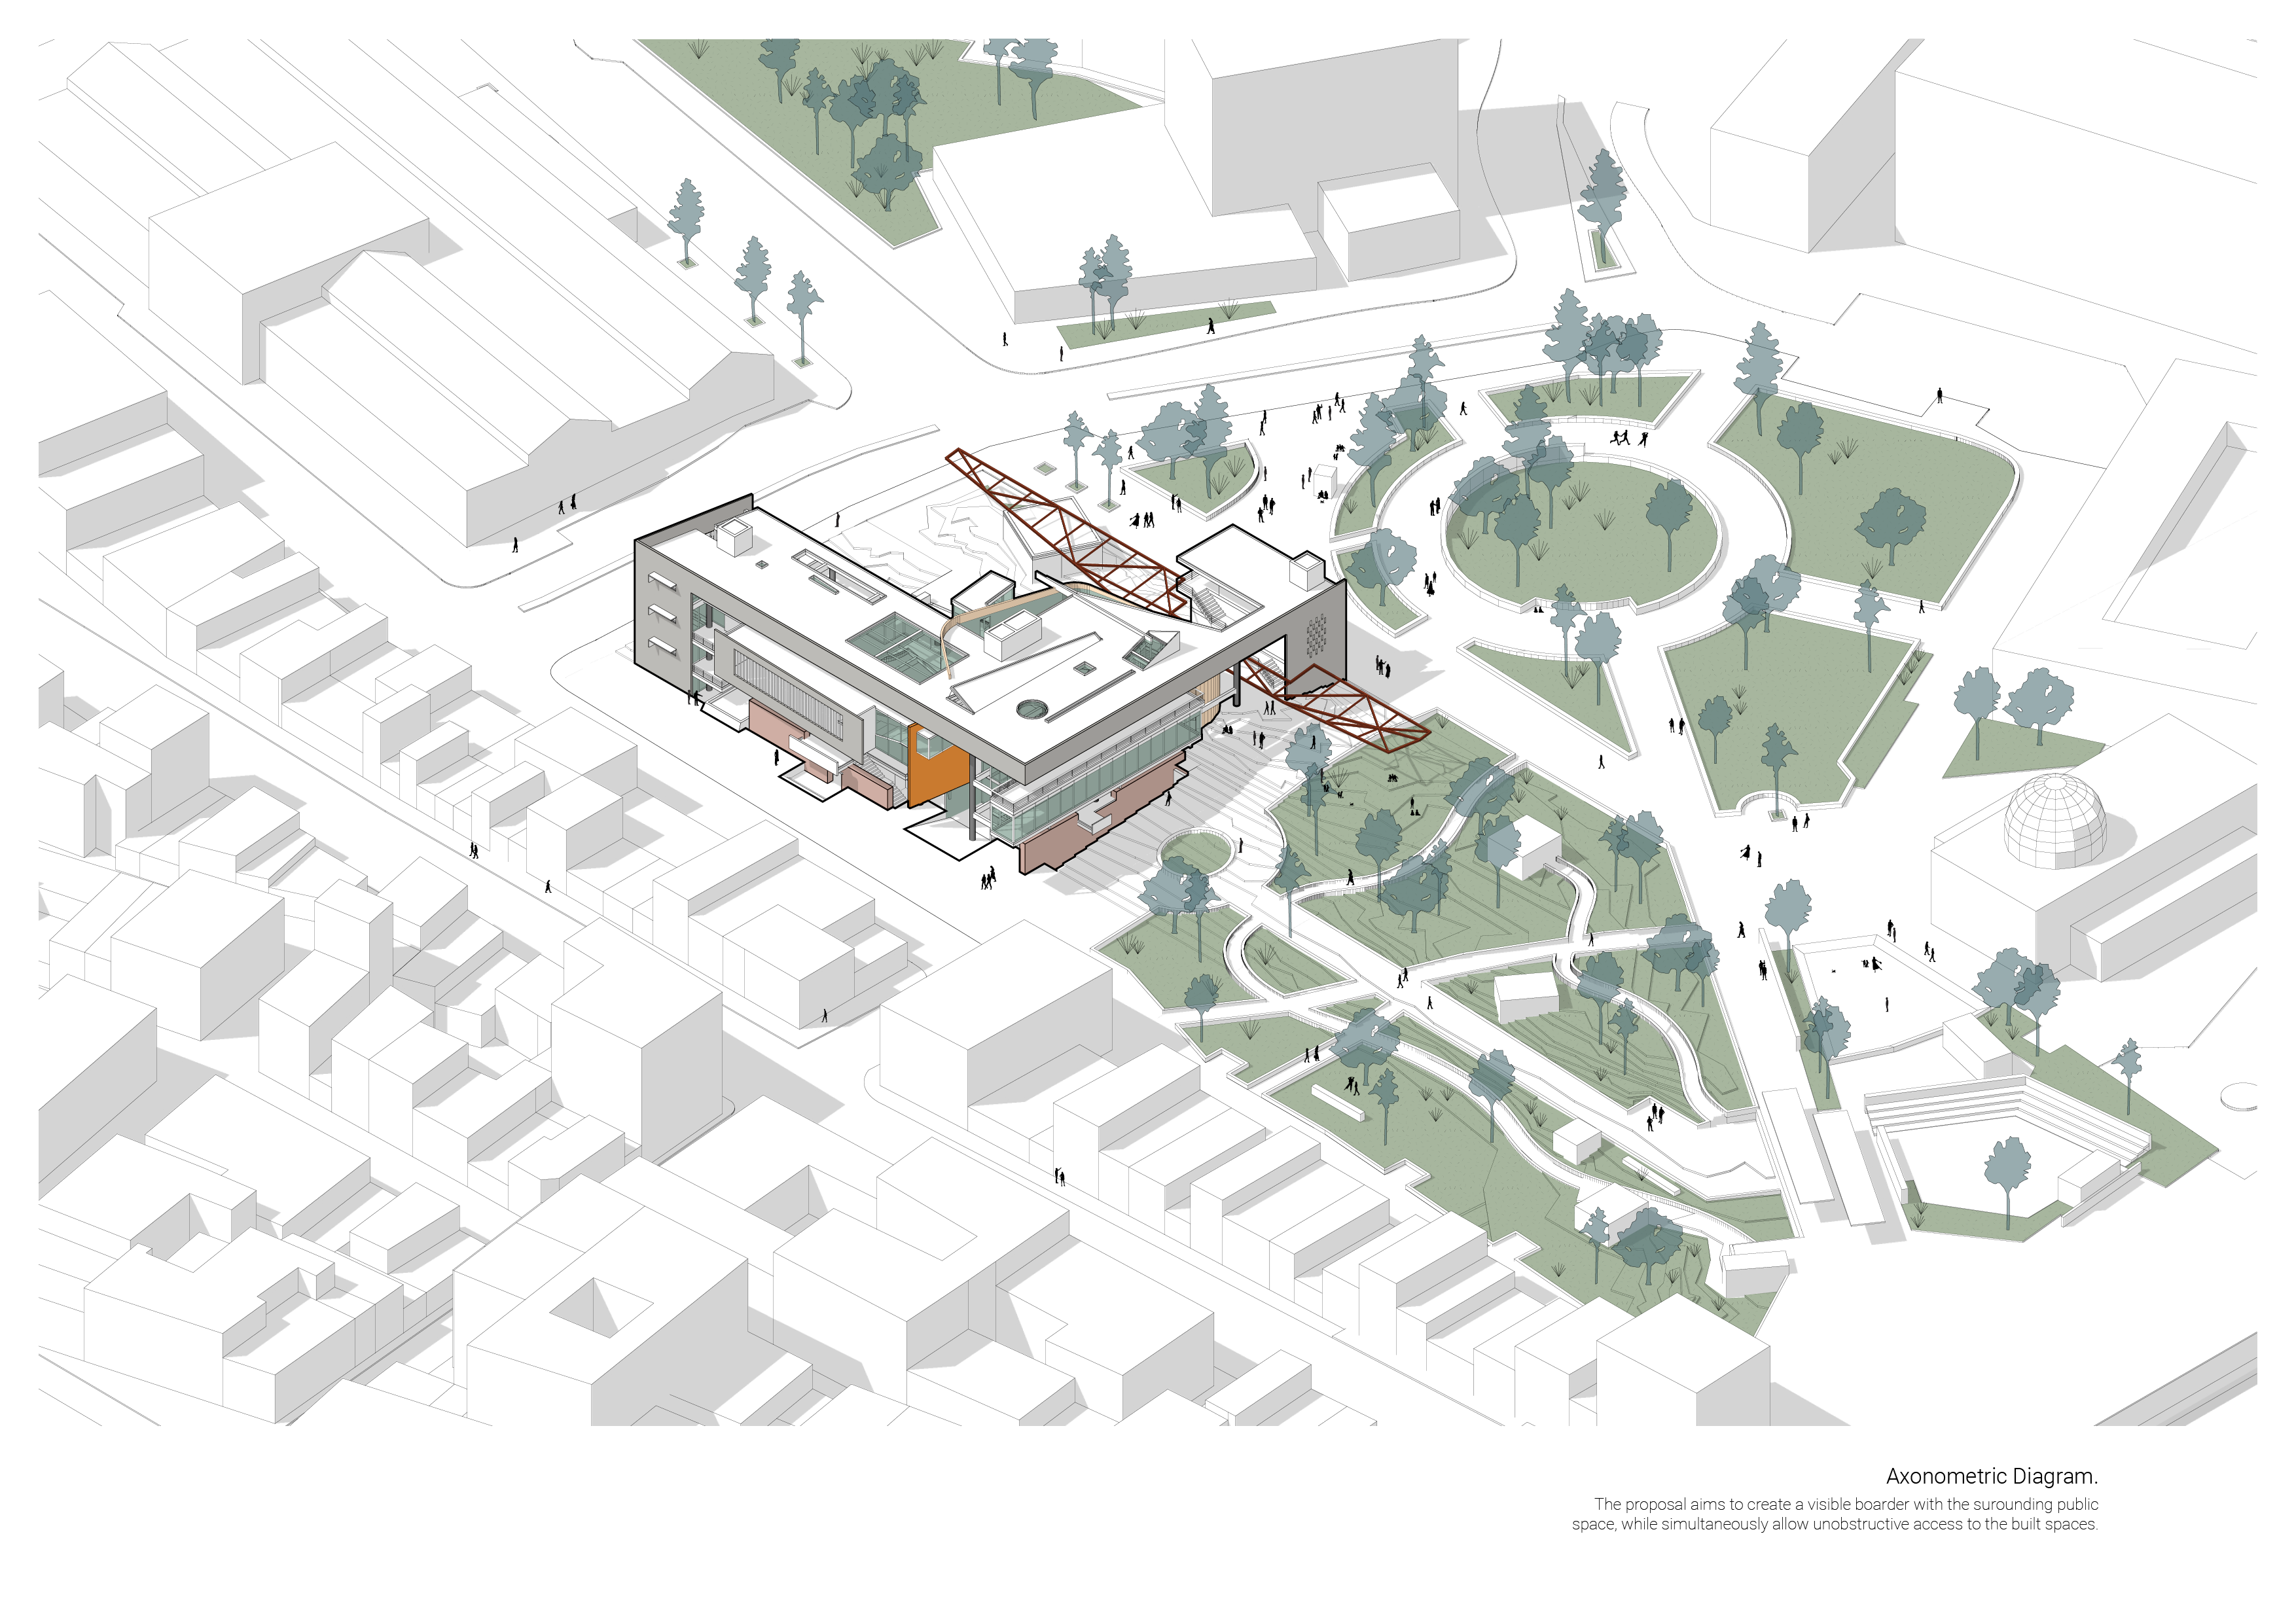 Axonometric Diagram.
The proposal aims to create a visible boarder with the surounding public
space, while simultaneously allow unobstructive access to the built spaces.